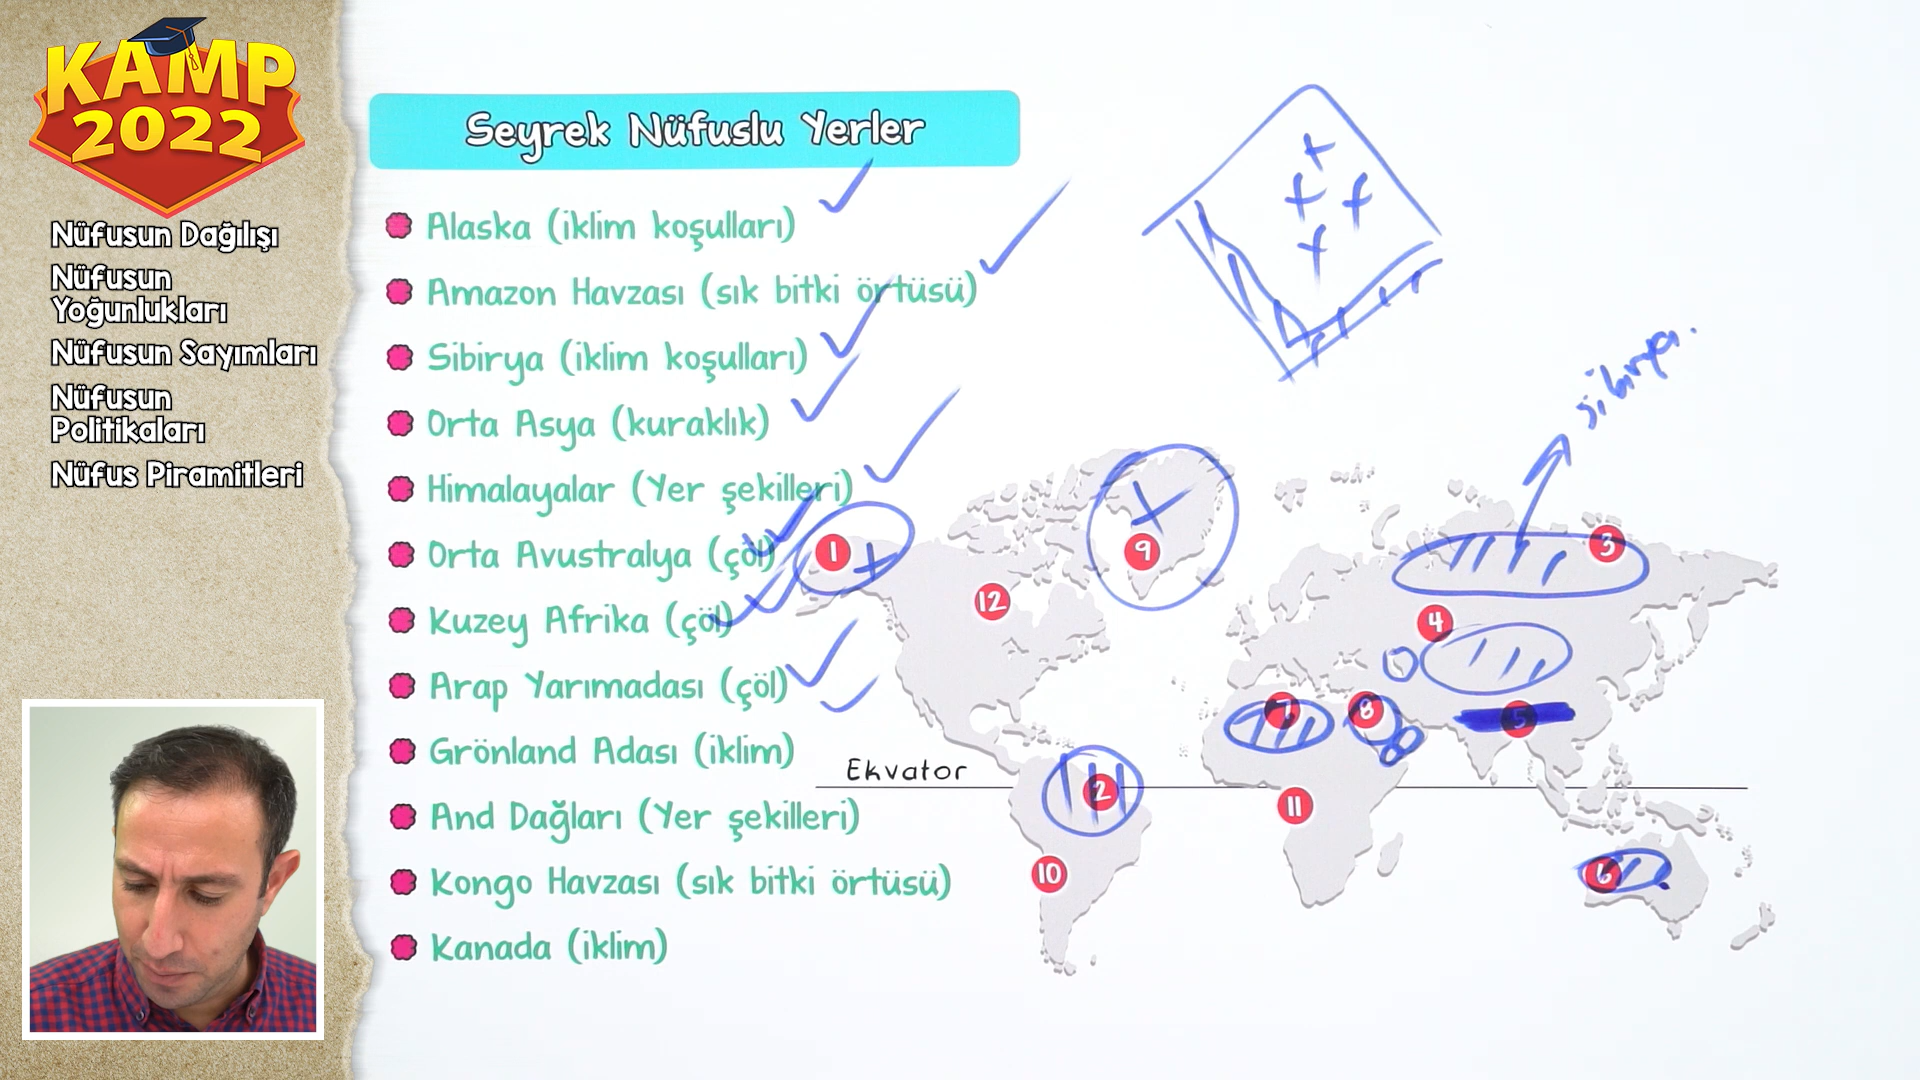 KAMP
2022
Nüfusun Dağılışı
Nüfusun
Yoğunlukları
Nüfusun Sayımları
Nüfusun
Politikaları
Nüfus Piramitleri
Seyrek Nüfuslu Yerler
Alaska (iklim koşulları)
Amazon Havzası (sık bitki örtüsü)
Sibirya (iklim koşulları)
Orta Asya (kuraklık)
Himalayalar (Yer şekilleri)
Orta Avustralya (çöl)
Kuzey Afrika (çöl)
Arap Yarımadası (çöl)
Grönland Adası (iklim)
And Dağları (Yer şekilleri)
Kongo Havzası (sık bitki örtüsü)
Kanada (iklim)
sibirya.
1
9
3
12
4
7
8
5
Ekvator
2
11
10
6